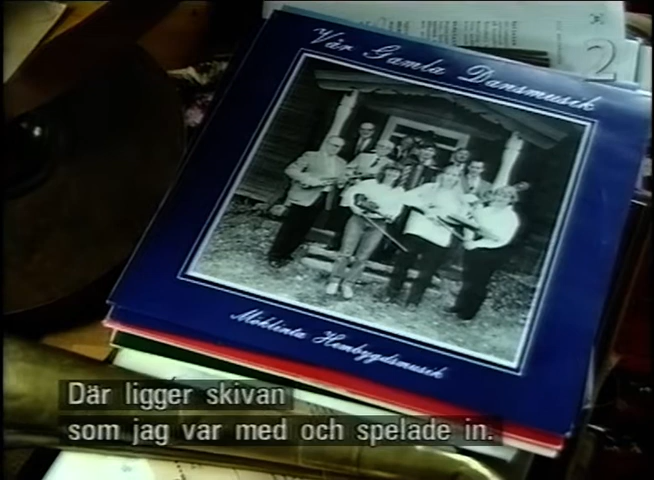 Vår Gamla Dansmusik
2
Möklinta Hembygdsmusik
Där ligger skivan
som jag var med och spelade in.